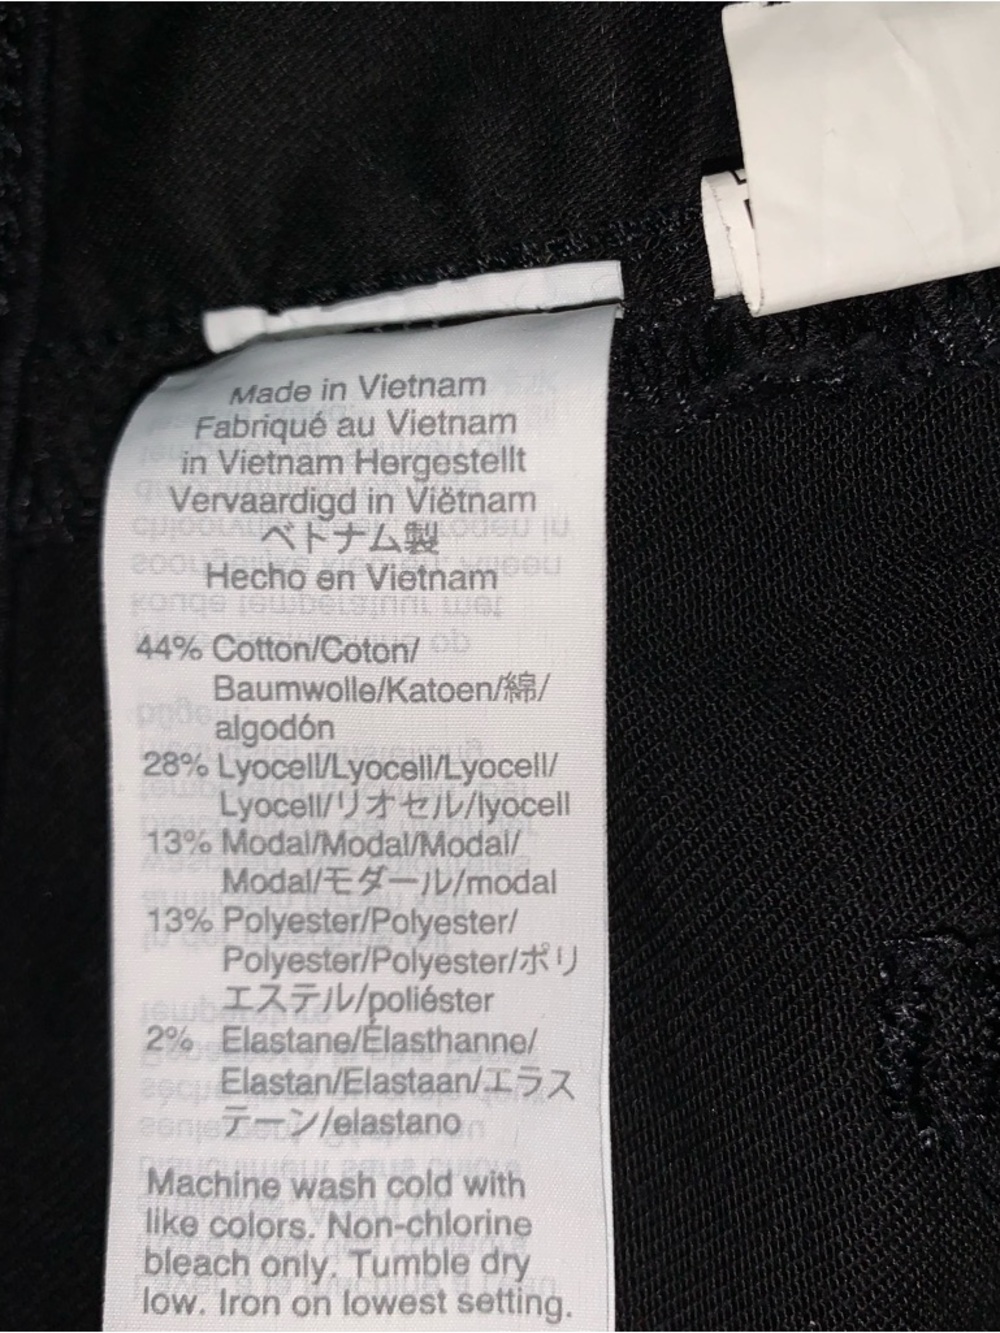 Made in Vietnam
Fabriqué au Vietnam
in Vietnam Hergestellt
Vervaardigd in Viëtnam
ベトナム製
Hecho en Vietnam
44% Cotton/Coton/
Baumwolle/Katoen/綿/
algodón
28% Lyocell/Lyocell/Lyocell/
Lyocell/リオセル/lyocell
13% Modal/Modal/Modal/
Modal/モダール/modal
13% Polyester/Polyester/
Polyester/Polyester/ポリ
エステル/poliéster
2% Elastane/Élasthanne/
Elastan/Elastaan/エラス
テーン/elastano
Machine wash cold with
like colors. Non-chlorine
bleach only. Tumble dry
low. Iron on lowest setting.